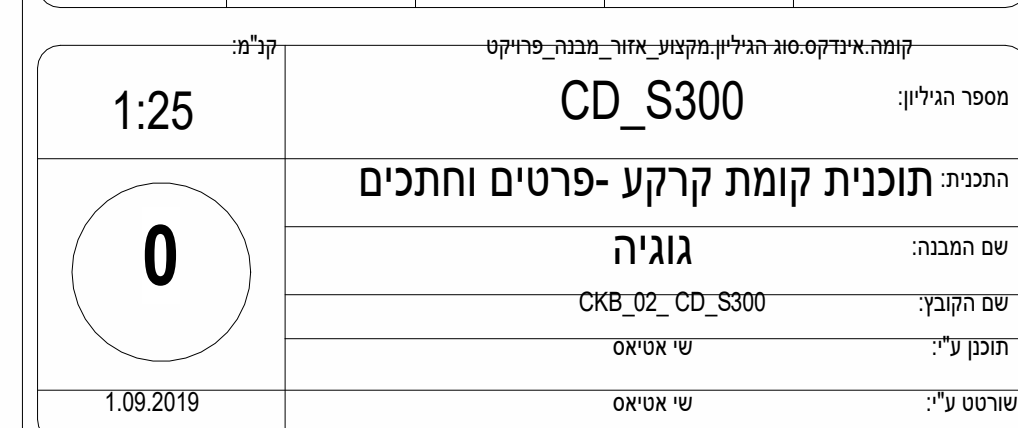 קומה.אינדקס.סוג הגיליון.מקצוע_אזור_מבנה_פרויקט
קנ"מ:
מספר הגיליון:
CD_S300
1:25
התכנית:
תוכנית קומת קרקע -פרטים וחתכים
שם המבנה:
גוגיה
0
שם הקובץ:
CKB_02_ CD_S300
תוכנן ע"י:
שי אטיאס
שורטט ע"י:
שי אטיאס
1.09.2019